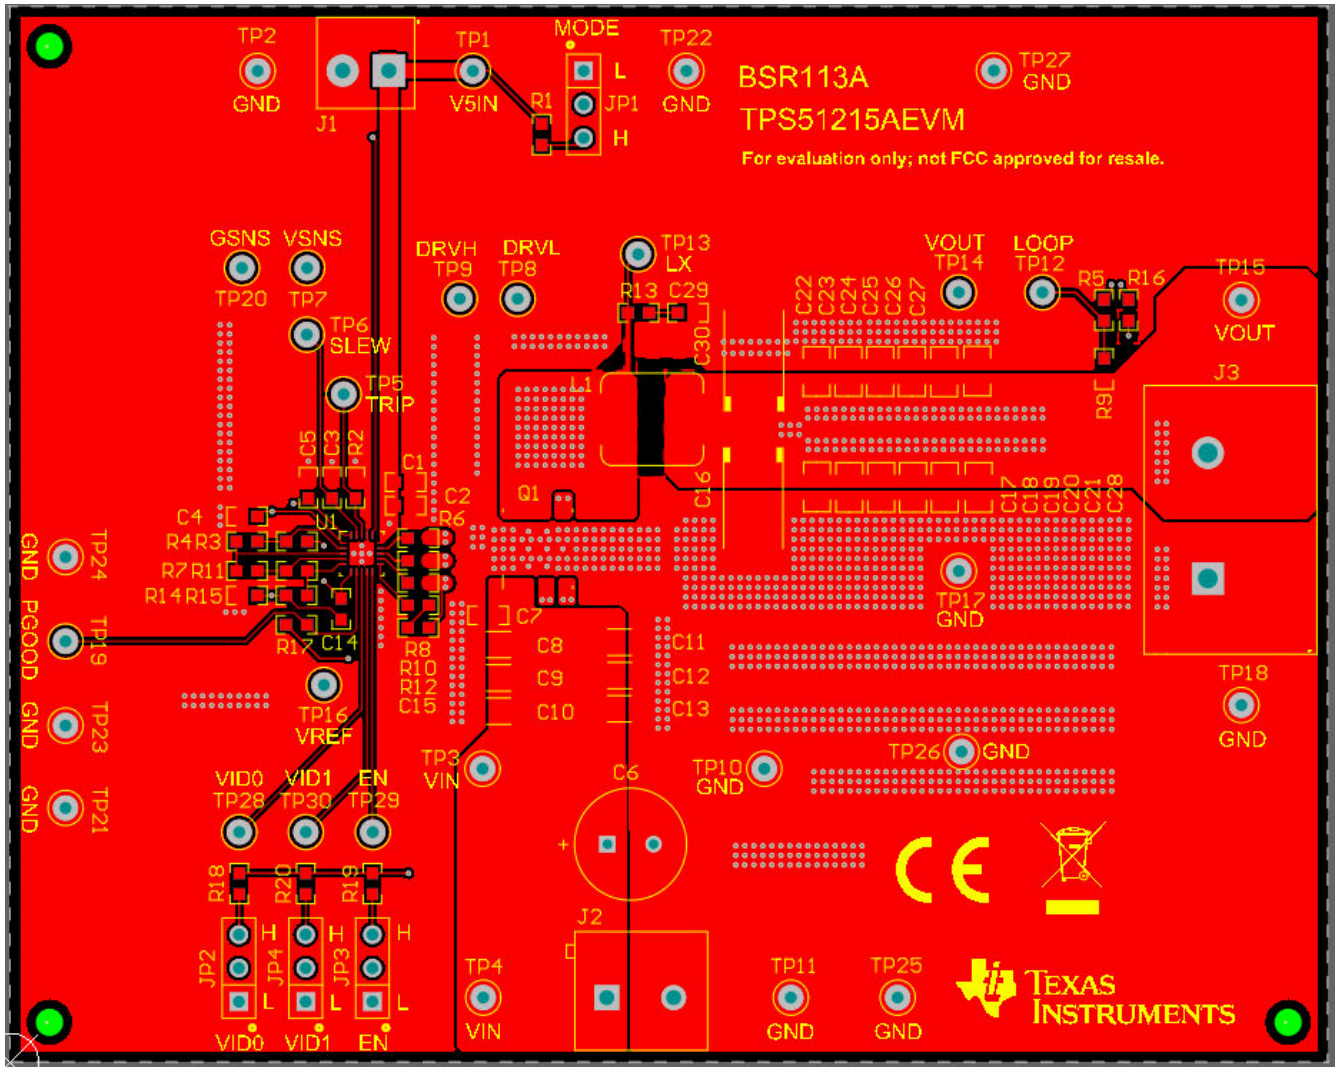 TP2
GND
J1
TP1
V5IN
MODE
L
JP1
H
R1
TP22
GND
BSR113A
TPS51215AEVM
For evaluation only; not FCC approved for resale.
TP27
GND
GSNS
TP20
VSNS
TP7
DRVH
TP9
DRVL
TP8
TP13
LX
VOUT
TP14
LOOP
TP12
R5
R16
TP15
VOUT
TP6
SLEW
TP5
TRIP
R13
C29
C30
C22
C23
C24
C25
C26
C27
L1
R9
J3
C5
C3
R2
C1
C2
R6
Q1
C16
C17
C18
C19
C20
C21
C28
C4
U1
R4
R3
R7
R11
R14
R15
R17
C14
R8
R10
R12
C15
C7
C8
C9
C10
C11
C12
C13
TP24
GND
TP19
PGOOD
TP23
GND
TP21
GND
TP16
VREF
TP17
GND
TP18
GND
TP3
VIN
TP10
GND
TP26
GND
VID0
TP28
VID1
TP30
EN
TP29
C6
+
R18
R20
R19
H
H
H
JP2
JP4
JP3
L
L
L
VID0
VID1
EN
J2
TP4
VIN
TP11
GND
TP25
GND
CE
TEXAS
INSTRUMENTS